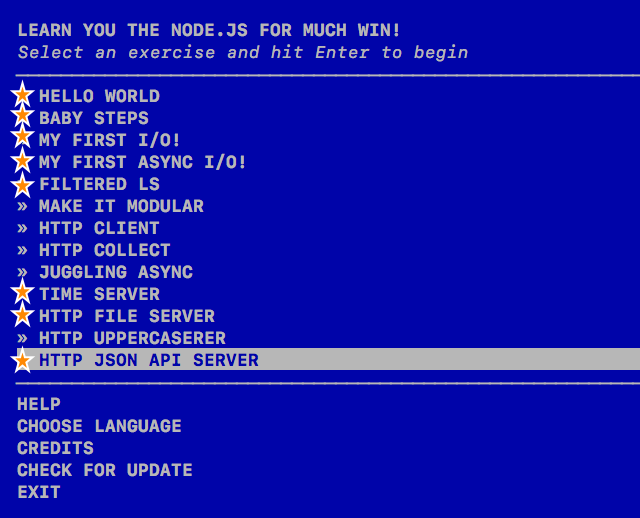 LEARN YOU THE NODE.JS FOR MUCH WIN!
Select an exercise and hit Enter to begin
HELLO WORLD
BABY STEPS
MY FIRST I/O!
MY FIRST ASYNC I/O!
FILTERED LS
» MAKE IT MODULAR
» HTTP CLIENT
» HTTP COLLECT
» JUGGLING ASYNC
TIME SERVER
HTTP FILE SERVER
» HTTP UPPERCASERER
HTTP JSON API SERVER
HELP
CHOOSE LANGUAGE
CREDITS
CHECK FOR UPDATE
EXIT